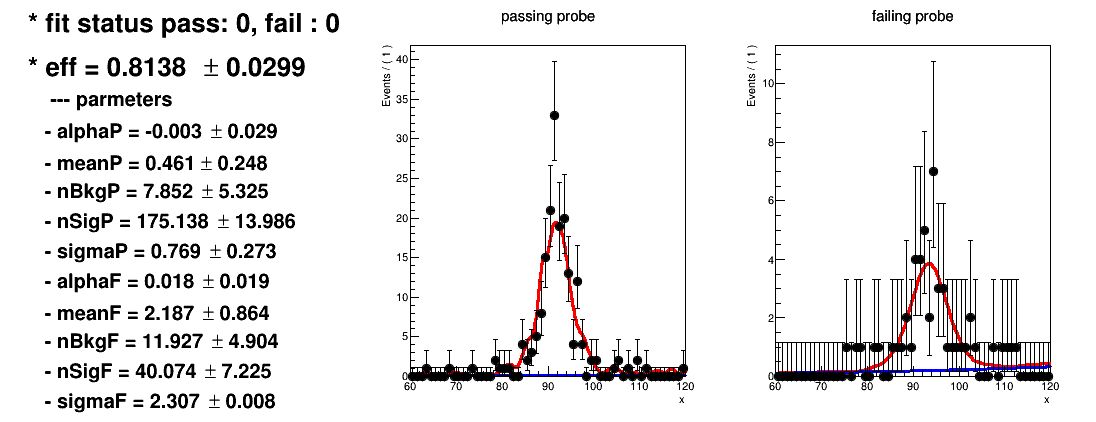 * fit status pass: 0, fail : 0
* eff = 0.8138 ± 0.0299
--- parmeters
- alphaP = -0.003 ± 0.029
- meanP = 0.461 ± 0.248
- nBkgP = 7.852 ± 5.325
- nSigP = 175.138 ± 13.986
- sigmaP = 0.769 ± 0.273
- alphaF = 0.018 ± 0.019
- meanF = 2.187 ± 0.864
- nBkgF = 11.927 ± 4.904
- nSigF = 40.074 ± 7.225
- sigmaF = 2.307 ± 0.008
passing probe
Events / ( 1 )
40
35
30
25
20
15
10
5
0
60 70 80 90 100 110 120
x
failing probe
Events / ( 1 )
10
8
6
4
2
0
60 70 80 90 100 110 120
x